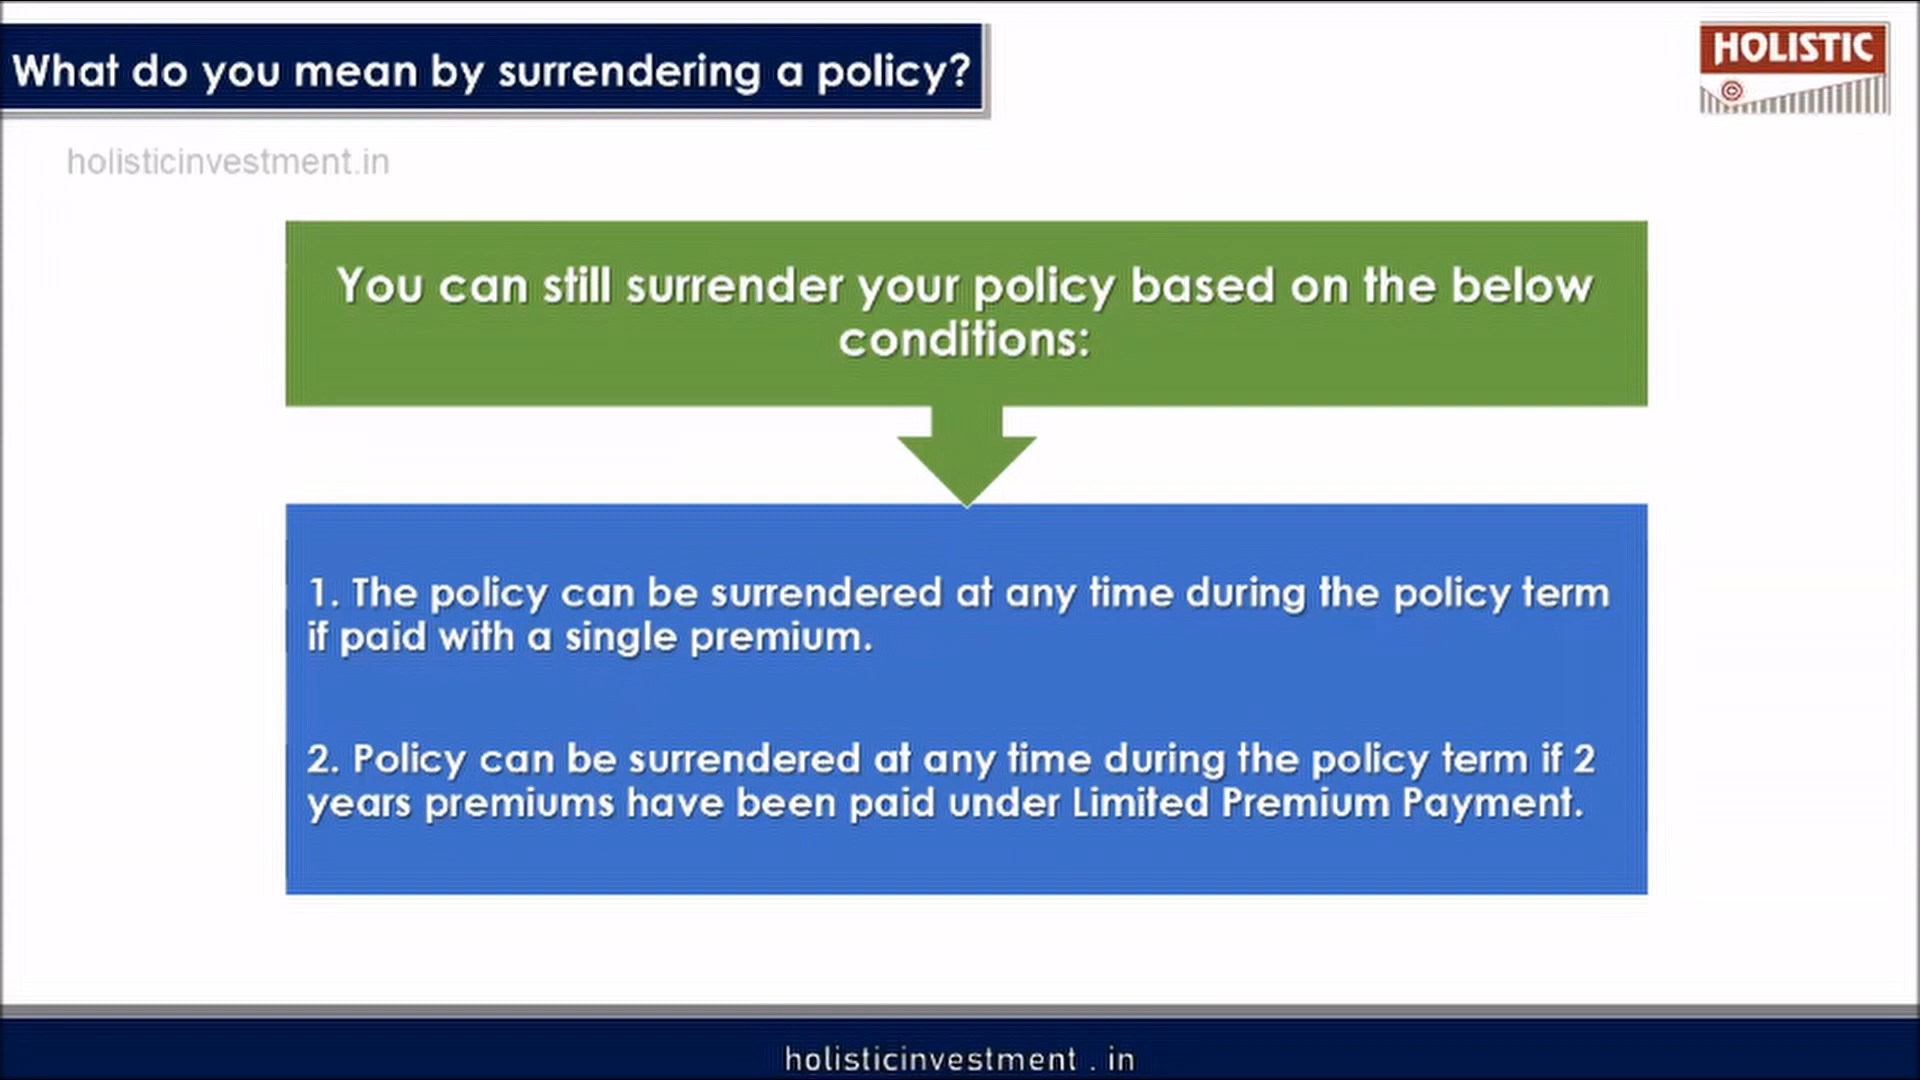 What do you mean by surrendering a policy?
HOLISTIC
holisticinvestment.in
You can still surrender your policy based on the below
conditions:
1. The policy can be surrendered at any time during the policy term
if paid with a single premium.
2. Policy can be surrendered at any time during the policy term if 2
years premiums have been paid under Limited Premium Payment.
holisticinvestment . in